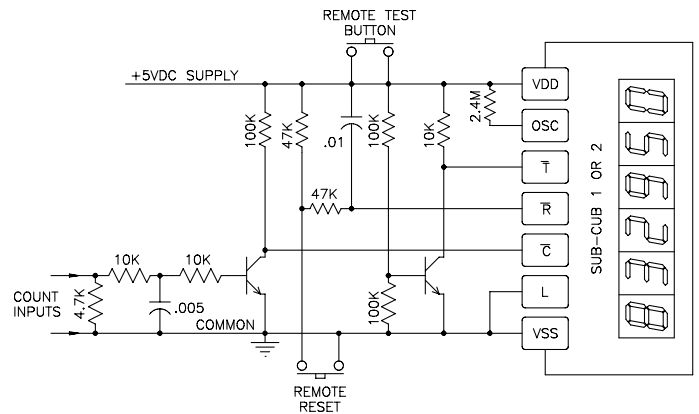 REMOTE TEST
BUTTON
+5VDC SUPPLY
VDD
100K
47K
.01
100K
10K
2.4M
OSC
T̅
47K
R̅
SUB-CUB 1 OR 2
C̅
10K
10K
COUNT
INPUTS
4.7K
.005
100K
L
COMMON
VSS
REMOTE
RESET